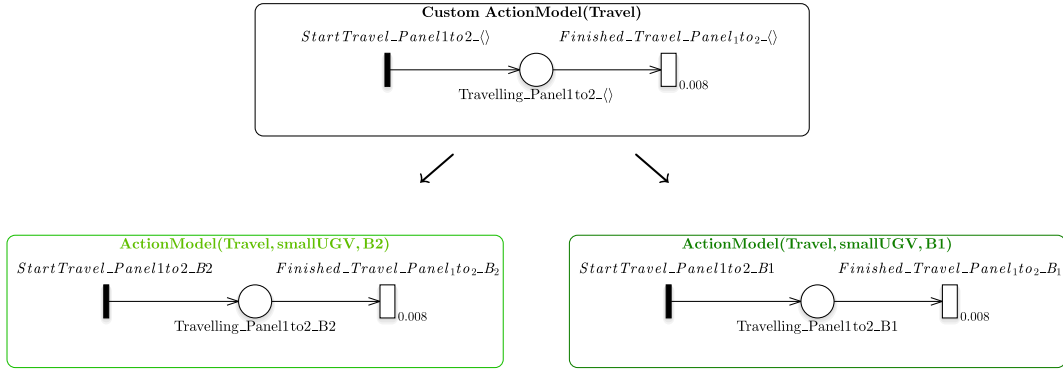 Custom ActionModel(Travel)
StartTravel_Panel1to2_⟨⟩ Finished_Travel_Panel₁to₂_⟨⟩
0.008
Travelling_Panel1to2_⟨⟩
ActionModel(Travel, smallUGV, B2)
StartTravel_Panel1to2_B2 Finished_Travel_Panel₁to₂_B₂
0.008
Travelling_Panel1to2_B2
ActionModel(Travel, smallUGV, B1)
StartTravel_Panel1to2_B1 Finished_Travel_Panel₁to₂_B₁
0.008
Travelling_Panel1to2_B1